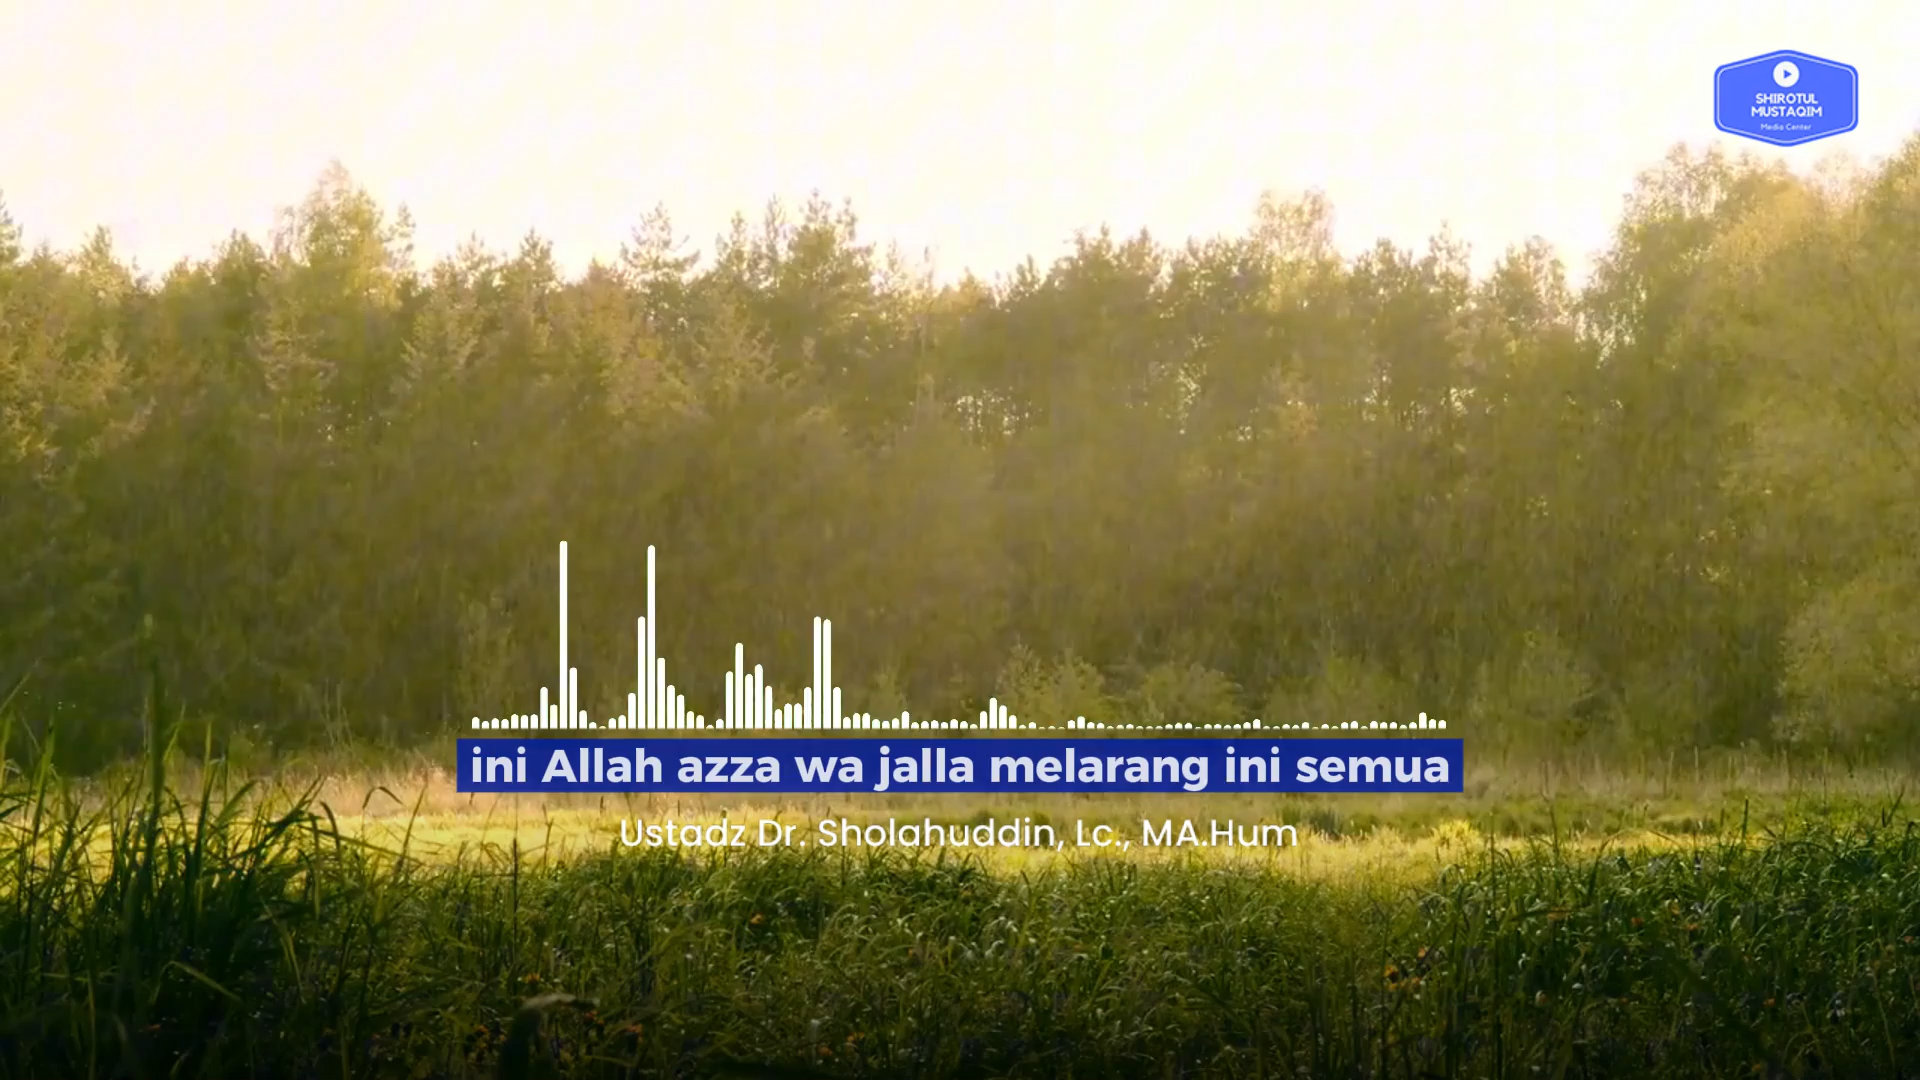 SHIROTUL
MUSTAQIM
Media Center
ini Allah azza wa jalla melarang ini semua
Ustadz Dr. Sholahuddin, Lc., MA.Hum